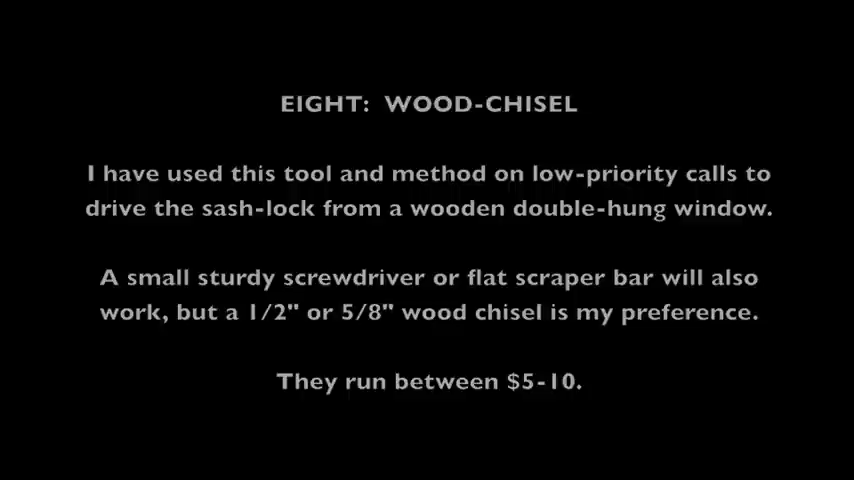 EIGHT: WOOD-CHISEL
I have used this tool and method on low-priority calls to
drive the sash-lock from a wooden double-hung window.
A small sturdy screwdriver or flat scraper bar will also
work, but a 1/2" or 5/8" wood chisel is my preference.
They run between $5-10.